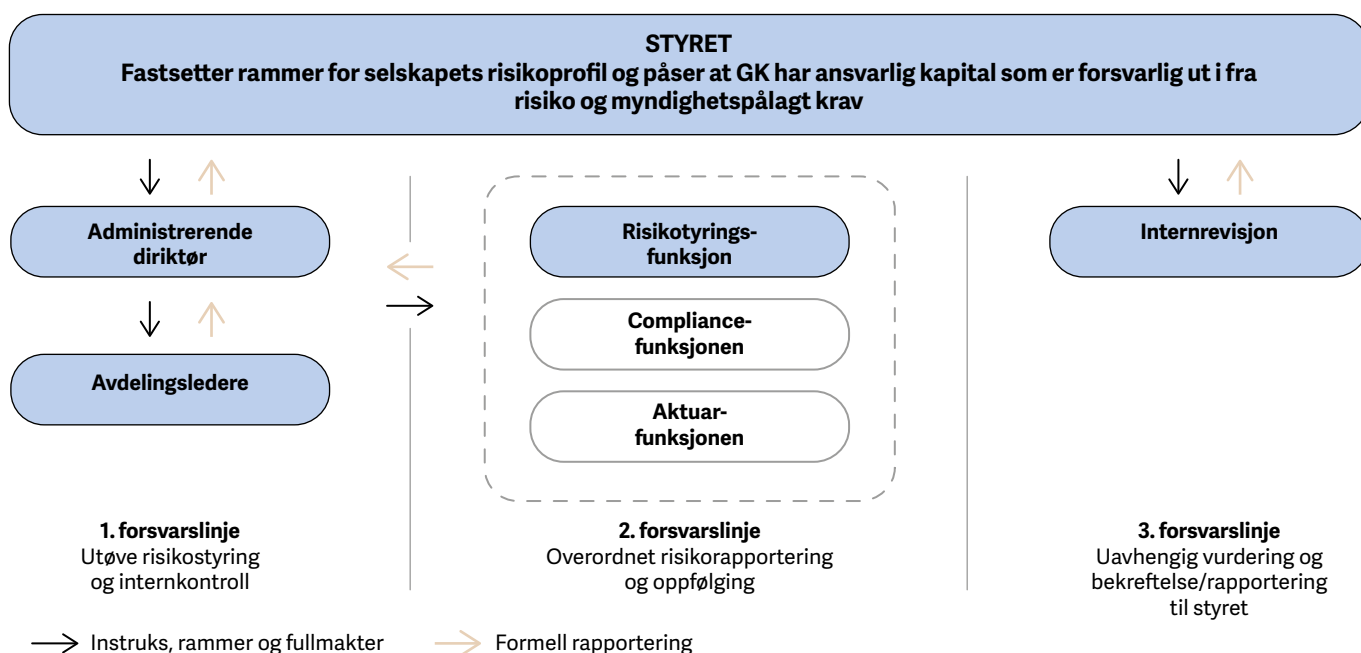 STYRET
Fastsetter rammer for selskapets risikoprofil og påser at GK har ansvarlig kapital som er forsvarlig ut i fra
risiko og myndighetspålagt krav
Administrerende
diriktør
Avdelingsledere
Risikotyrings-
funksjon
Compliance-
funksjonen
Aktuar-
funksjonen
Internrevisjon
1. forsvarslinje
Utøve risikostyring
og internkontroll
2. forsvarslinje
Overordnet risikorapportering
og oppfølging
3. forsvarslinje
Uavhengig vurdering og
bekreftelse/rapportering
til styret
Instruks, rammer og fullmakter
Formell rapportering